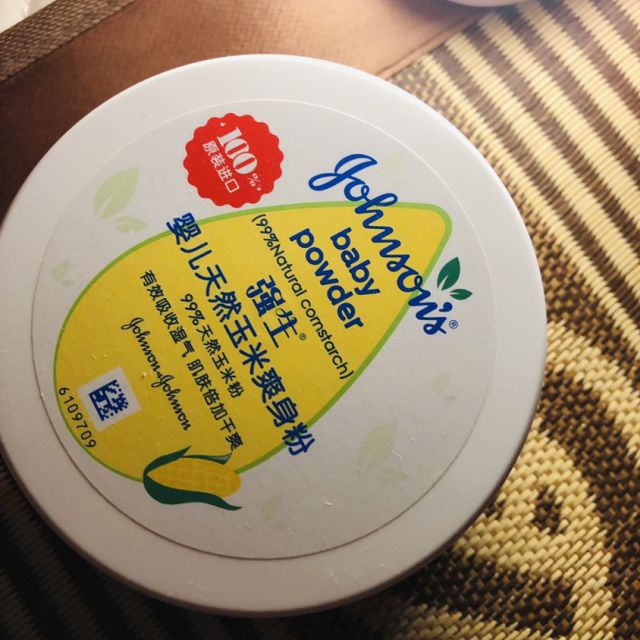 100%
原装进口
Johnson's®
baby
powder
(99%Natural cornstarch)
强生®
婴儿天然玉米爽身粉
99%天然玉米粉
有效吸收湿气 肌肤倍加干爽
Johnson&Johnson
6109709